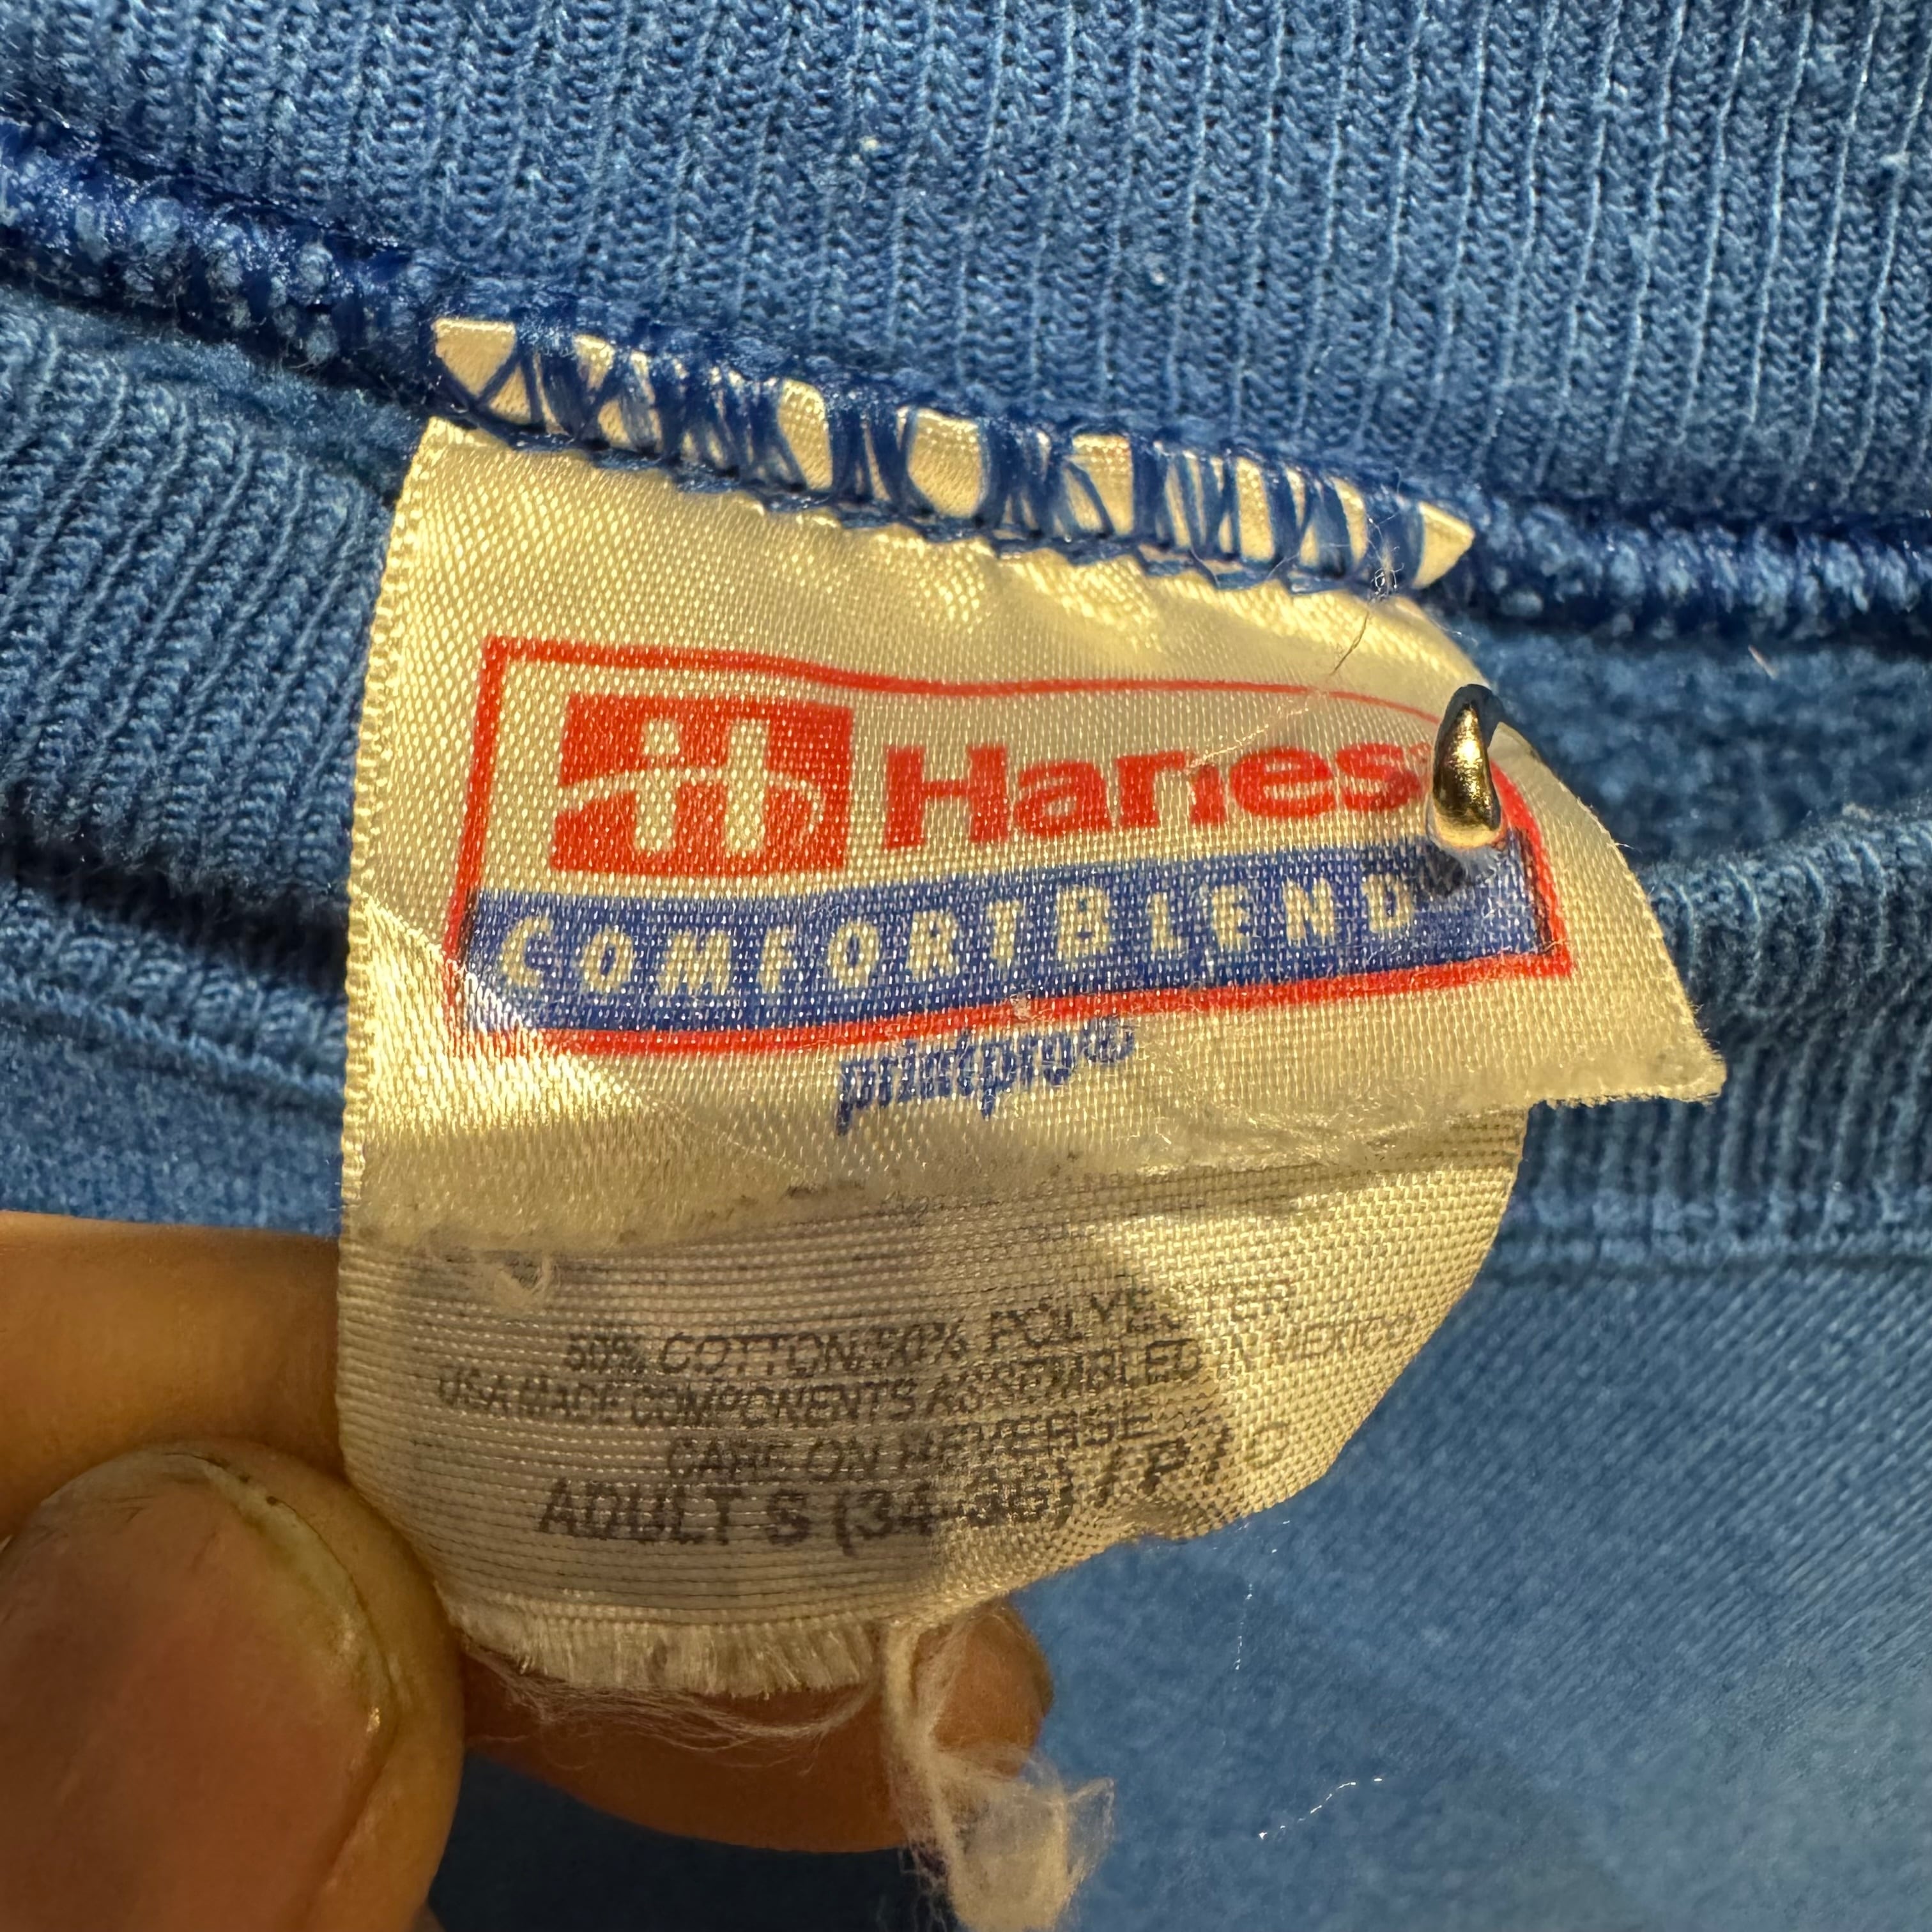 Hanes®
COMFORTBLEND
printpro®
50% COTTON/50% POLYESTER
USA MADE COMPONENTS ASSEMBLED IN MEXICO
CARE ON REVERSE
ADULT S (34-36) / P / C